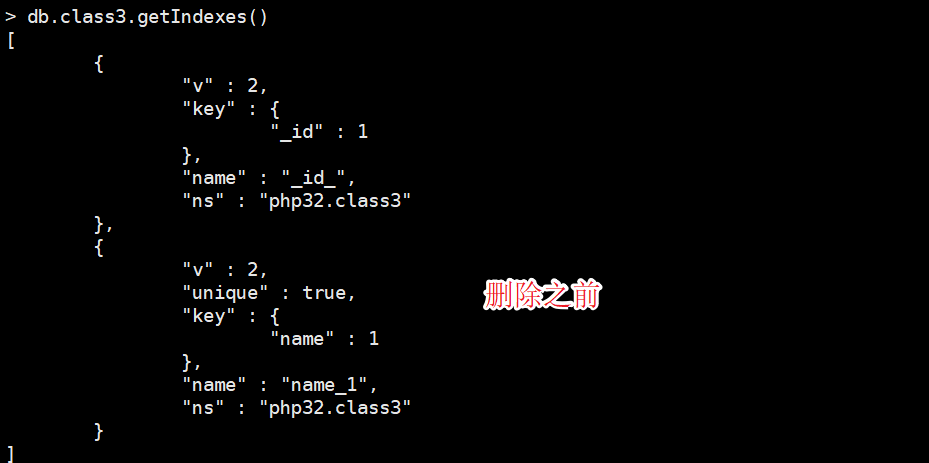 > db.class3.getIndexes()
[
        {
                "v" : 2,
                "key" : {
                        "_id" : 1
                },
                "name" : "_id_",
                "ns" : "php32.class3"
        },
        {
                "v" : 2,
                "unique" : true,
删除之前
                "key" : {
                        "name" : 1
                },
                "name" : "name_1",
                "ns" : "php32.class3"
        }
]